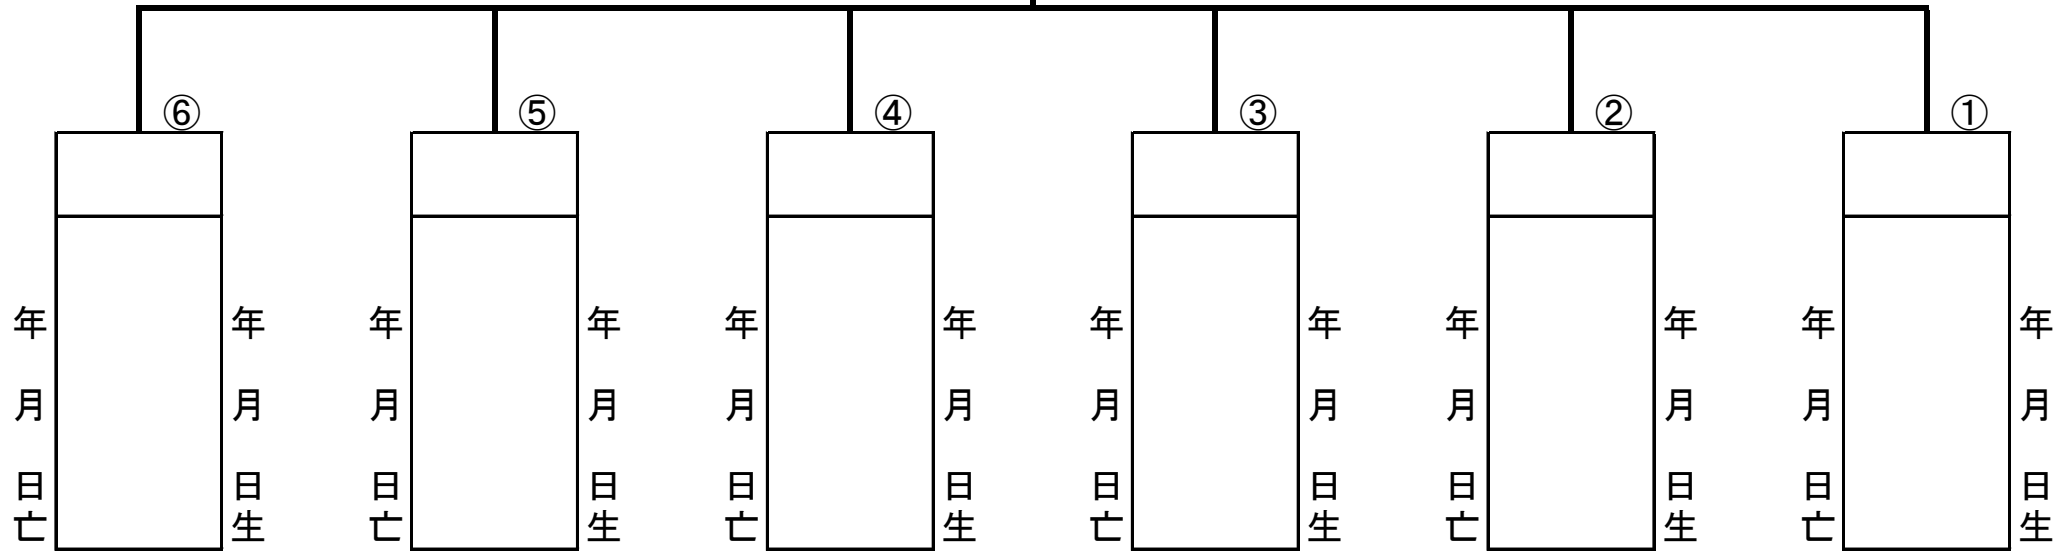 ⑥ ⑤ ④ ③ ② ①
年 年 年 年 年 年 年 年 年 年 年 年
月 月 月 月 月 月 月 月 月 月 月 月
日 日 日 日 日 日 日 日 日 日 日 日
亡 生 亡 生 亡 生 亡 生 亡 生 亡 生